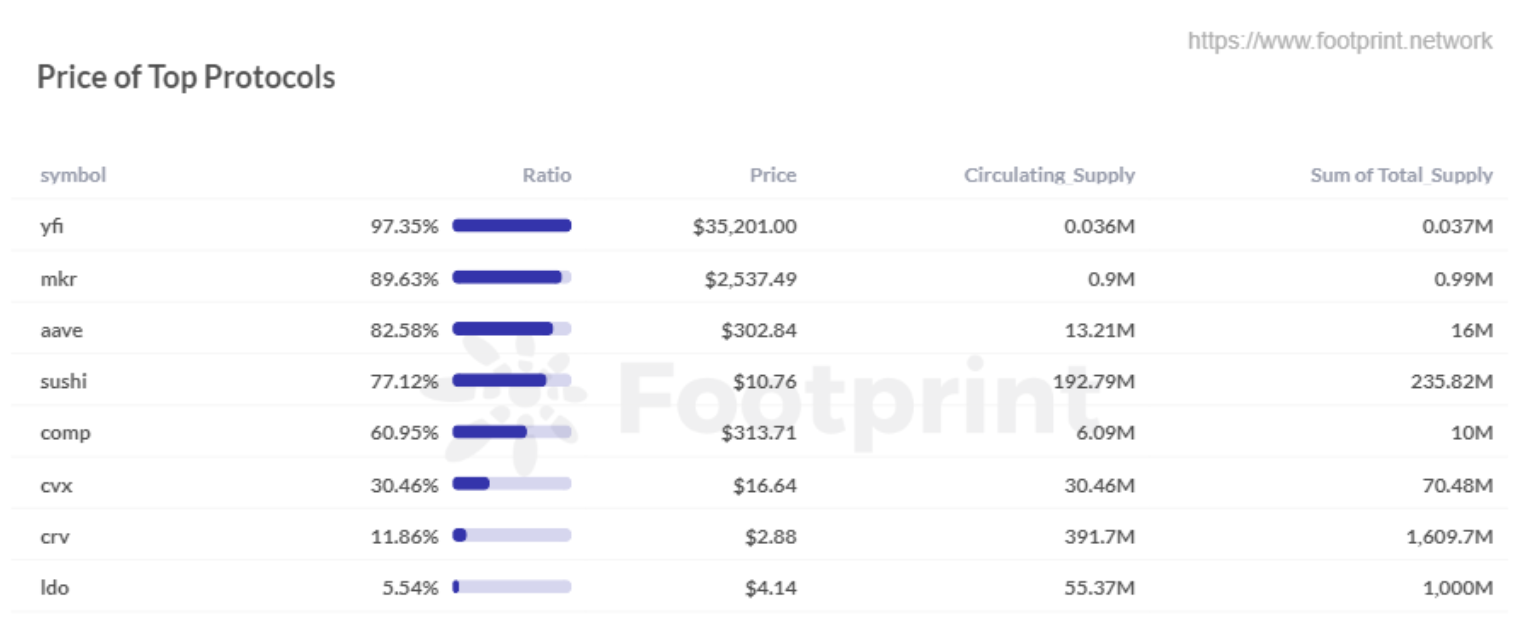 https://www.footprint.network
Price of Top Protocols
symbol Ratio Price Circulating_Supply Sum of Total_Supply
yfi 97.35% $35,201.00 0.036M 0.037M
mkr 89.63% $2,537.49 0.9M 0.99M
aave 82.58% $302.84 13.21M 16M
sushi 77.12% $10.76 192.79M 235.82M
comp 60.95% $313.71 6.09M 10M
cvx 30.46% $16.64 30.46M 70.48M
crv 11.86% $2.88 391.7M 1,609.7M
ldo 5.54% $4.14 55.37M 1,000M
Footprint